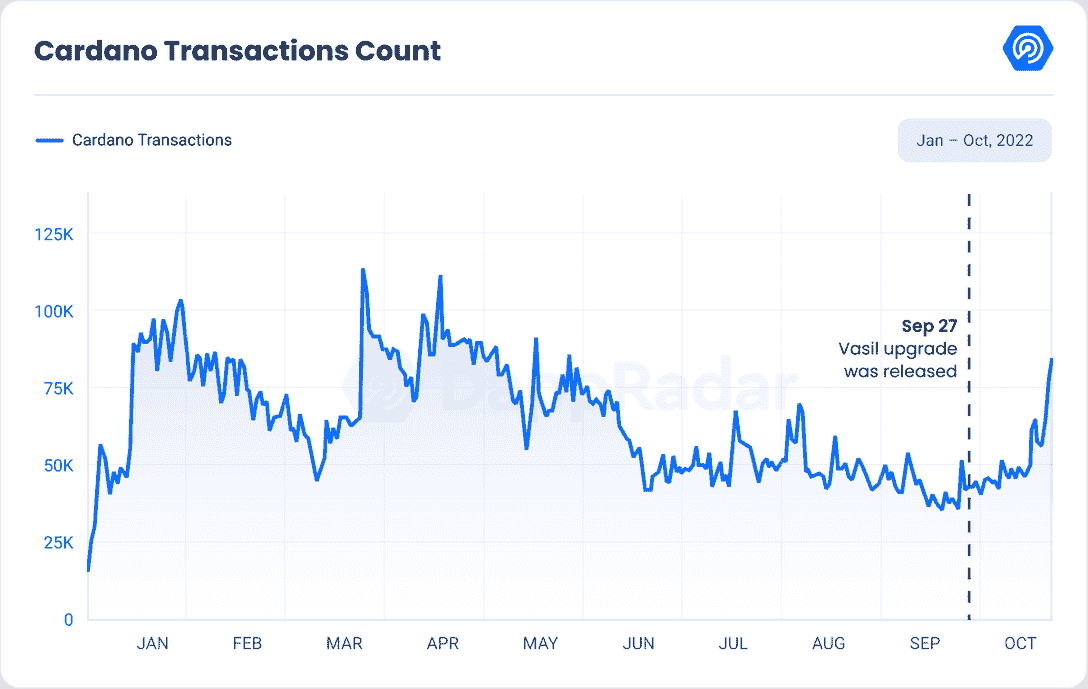 Cardano Transactions Count
Cardano Transactions
Jan – Oct, 2022
125K
100K
75K
50K
25K
0
Sep 27
Vasil upgrade
was released
DappRadar
JAN FEB MAR APR MAY JUN JUL AUG SEP OCT